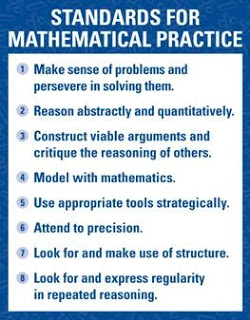 STANDARDS FOR
MATHEMATICAL PRACTICE
1 Make sense of problems and
persevere in solving them.
2 Reason abstractly and quantitatively.
3 Construct viable arguments and
critique the reasoning of others.
4 Model with mathematics.
5 Use appropriate tools strategically.
6 Attend to precision.
7 Look for and make use of structure.
8 Look for and express regularity
in repeated reasoning.